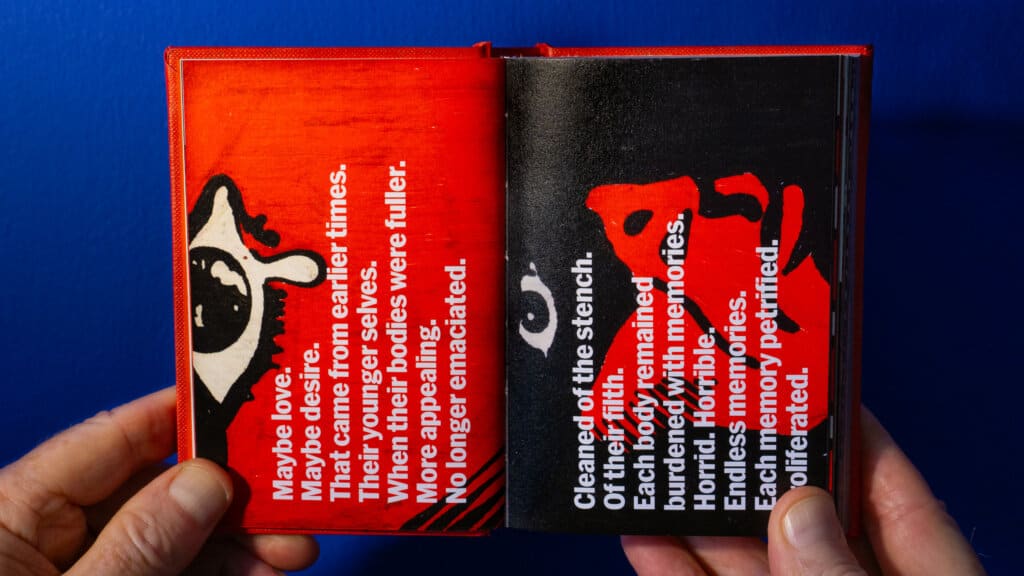 Maybe love.
Maybe desire.
That came from earlier times.
Their younger selves.
When their bodies were fuller.
More appealing.
No longer emaciated.
Cleaned of the stench.
Of their filth.
Each body remained
burdened with memories.
Horrid. Horrible.
Endless memories.
Each memory petrified.
oliferated.